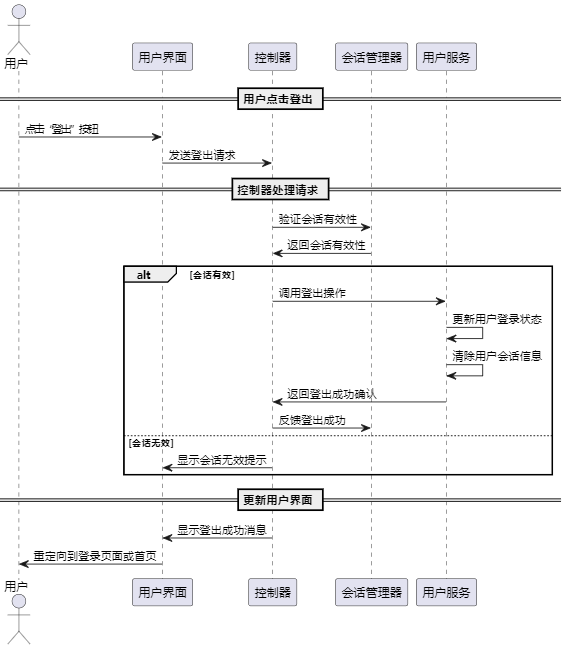 用户
用户界面
控制器
会话管理器
用户服务
用户点击登出
点击“登出”按钮
发送登出请求
控制器处理请求
验证会话有效性
返回会话有效性
alt [会话有效]
调用登出操作
更新用户登录状态
清除用户会话信息
返回登出成功确认
反馈登出成功
[会话无效]
显示会话无效提示
更新用户界面
显示登出成功消息
重定向到登录页面或首页
用户
用户界面
控制器
会话管理器
用户服务